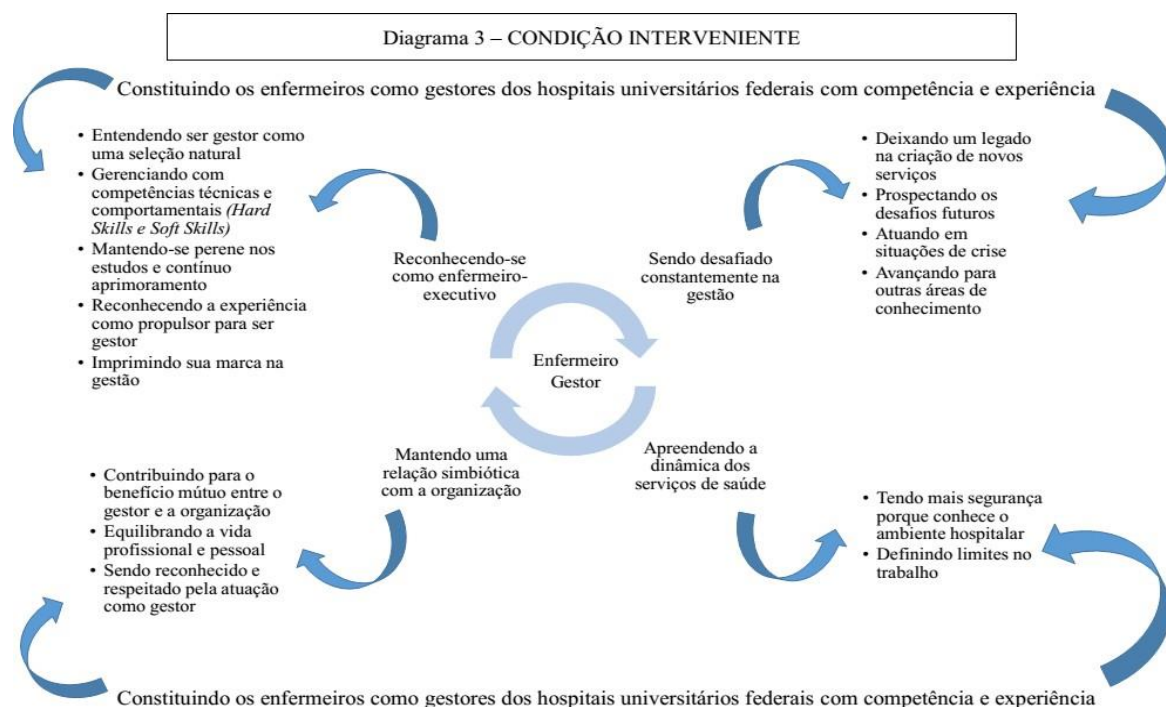 Diagrama 3 – CONDIÇÃO INTERVENIENTE
Constituindo os enfermeiros como gestores dos hospitais universitários federais com competência e experiência
• Entendendo ser gestor como
uma seleção natural
• Gerenciando com
competências técnicas e
comportamentais (Hard
Skills e Soft Skills)
• Mantendo-se perene nos
estudos e contínuo
aprimoramento
• Reconhecendo a experiência
como propulsor para ser
gestor
• Imprimindo sua marca na
gestão
Reconhecendo-se
como enfermeiro-
executivo
Sendo desafiado
constantemente na
gestão
• Deixando um legado
na criação de novos
serviços
• Prospectando os
desafios futuros
• Atuando em
situações de crise
• Avançando para
outras áreas de
conhecimento
Enfermeiro
Gestor
• Contribuindo para o
benefício mútuo entre o
gestor e a organização
• Equilibrando a vida
profissional e pessoal
• Sendo reconhecido e
respeitado pela atuação
como gestor
Mantendo uma
relação simbiótica
com a organização
Apreendendo a
dinâmica dos
serviços de saúde
• Tendo mais segurança
porque conhece o
ambiente hospitalar
• Definindo limites no
trabalho
Constituindo os enfermeiros como gestores dos hospitais universitários federais com competência e experiência